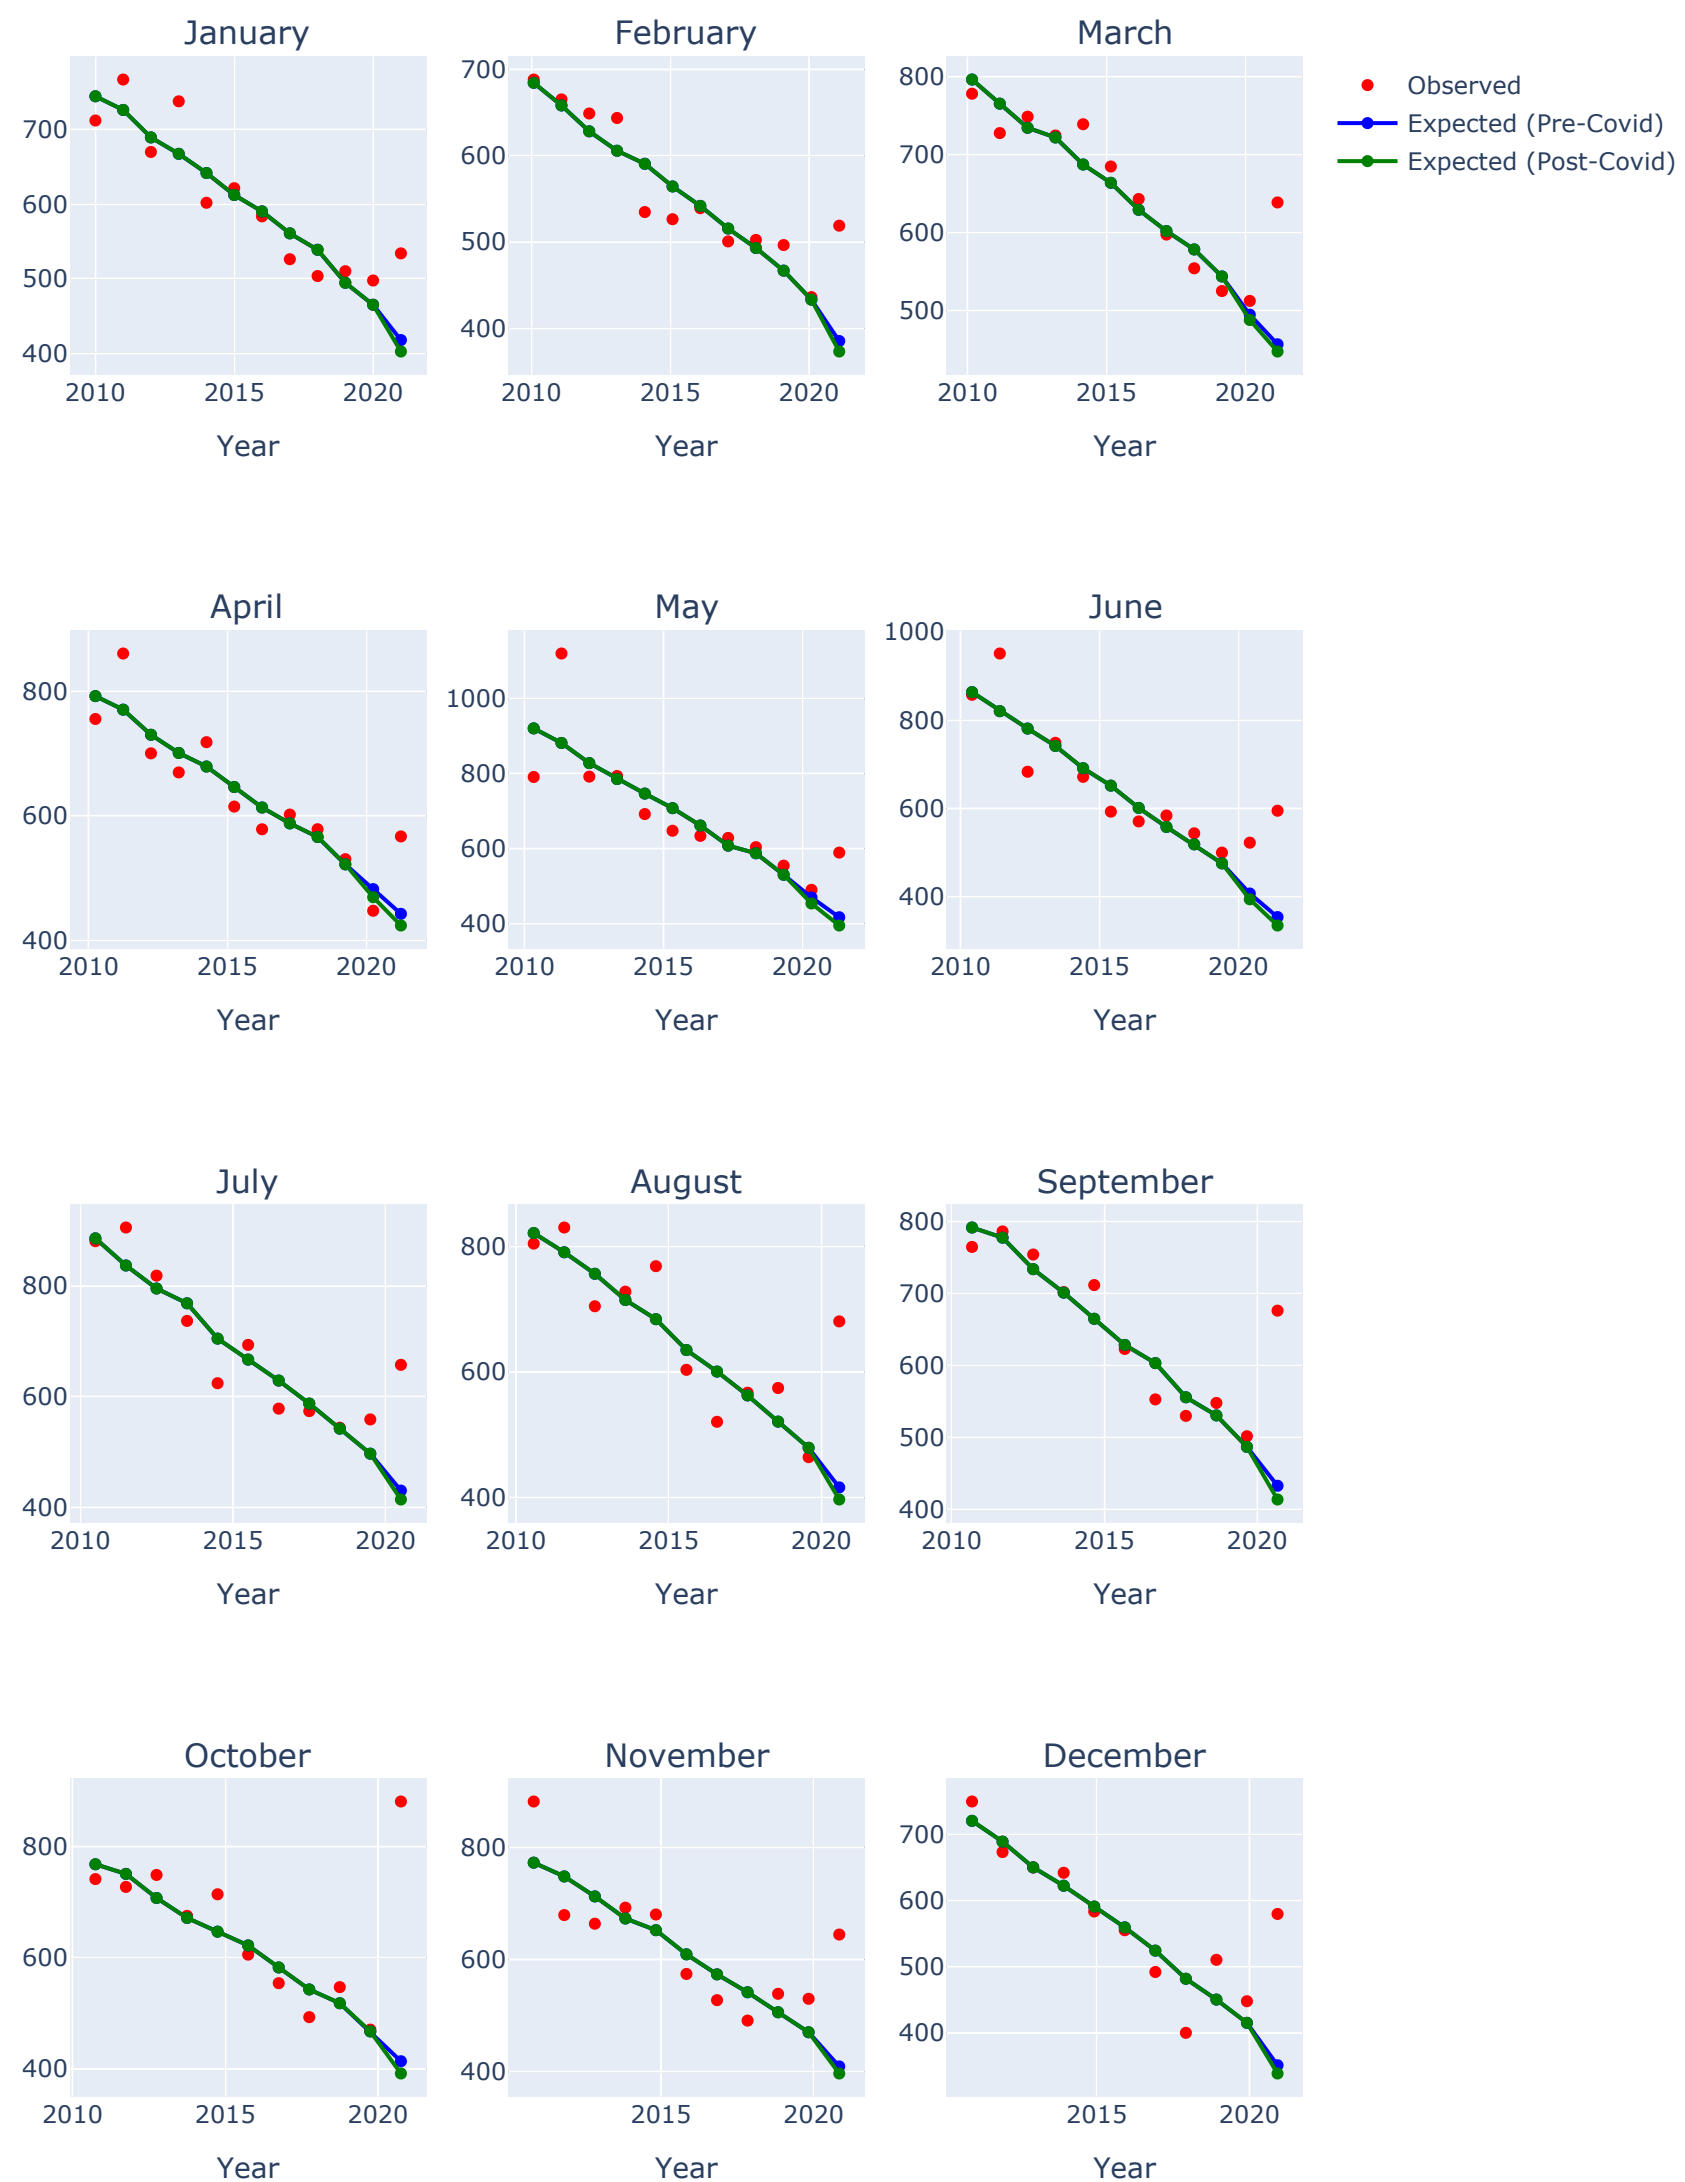 January
February
March
Observed
Expected (Pre-Covid)
Expected (Post-Covid)
700
600
500
400
2010
2015
2020
Year
700
600
500
400
2010
2015
2020
Year
800
700
600
500
2010
2015
2020
Year
April
May
June
800
600
400
2010
2015
2020
Year
1000
800
600
400
2010
2015
2020
Year
1000
800
600
400
2010
2015
2020
Year
July
August
September
800
600
400
2010
2015
2020
Year
800
600
400
2010
2015
2020
Year
800
700
600
500
400
2010
2015
2020
Year
October
November
December
800
600
400
2010
2015
2020
Year
800
600
400
2015
2020
Year
700
600
500
400
2015
2020
Year